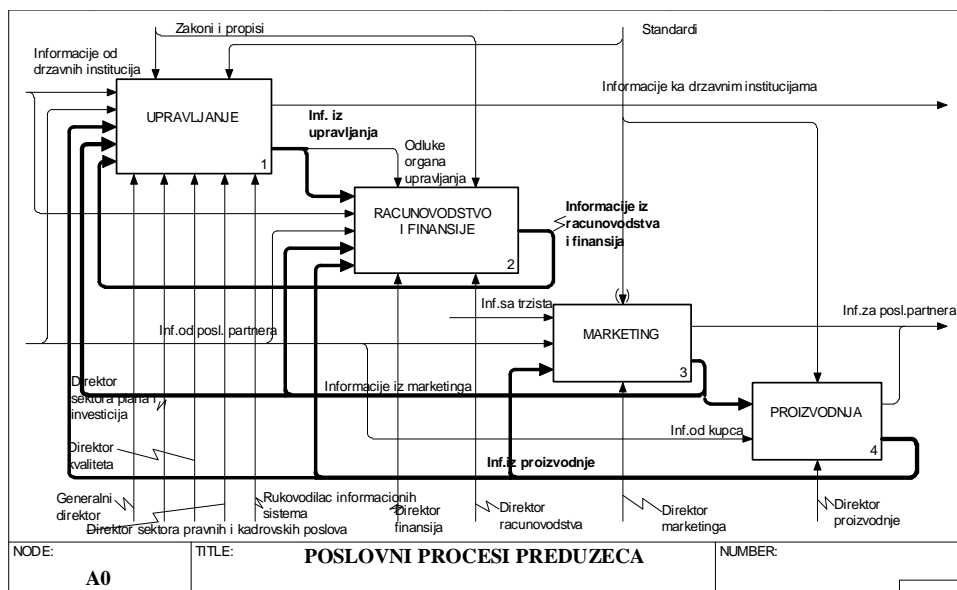 Zakoni i propisi
Standardi
Informacije od
drzavnih institucija
Informacije ka drzavnim institucijama
UPRAVLJANJE
1
Inf. iz
upravljanja
Odluke
organa
upravljanja
RACUNOVODSTVO
I FINANSIJE
2
Informacije iz
racunovodstva
i finansija
Inf.sa trzista
Inf.za posl.partnera
Inf.od posl. partnera
MARKETING
3
Direktor
sektora plana i
investicija
Informacije iz marketinga
PROIZVODNJA
4
Inf.od kupca
Direktor
kvaliteta
Inf.iz proizvodnje
Generalni
direktor
Rukovodilac informacionih
sistema
Direktor sektora pravnih i kadrovskih poslova
Direktor
finansija
Direktor
racunovodstva
Direktor
marketinga
Direktor
proizvodnje
NODE:
A0
TITLE:
POSLOVNI PROCESI PREDUZECA
NUMBER: